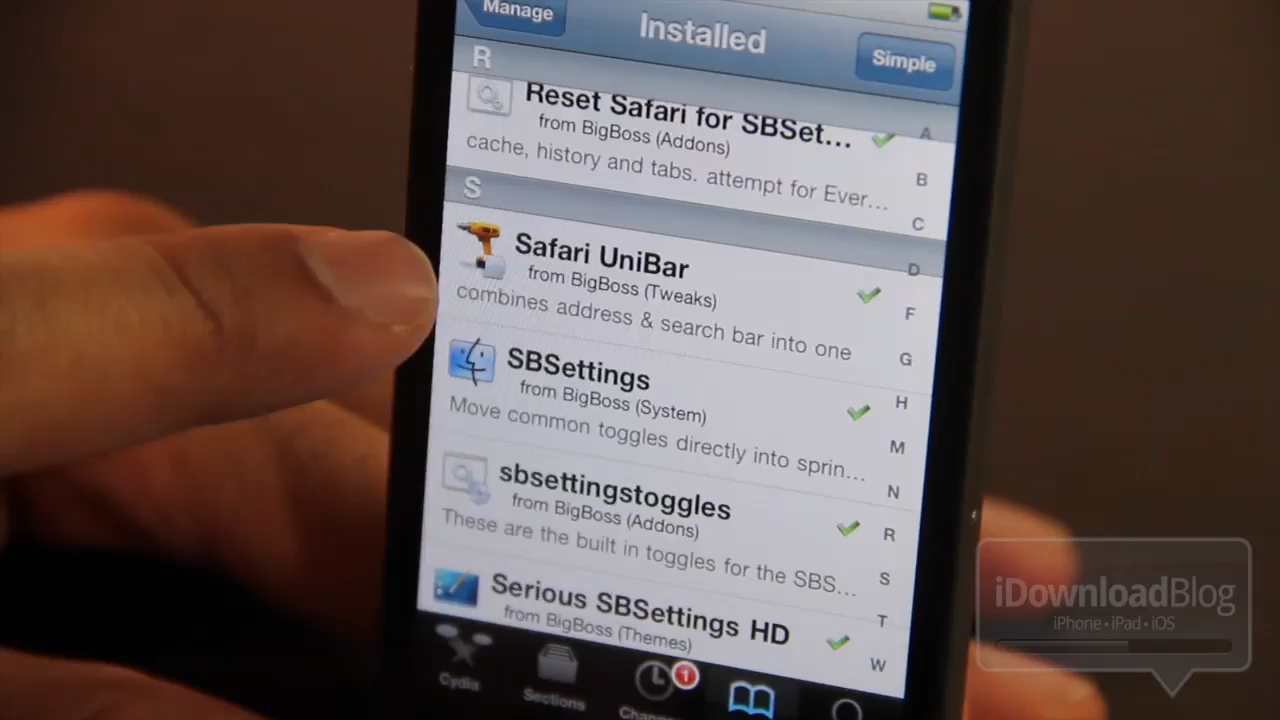 Manage
Installed
Simple
R
Reset Safari for SBSet...
from BigBoss (Addons)
cache, history and tabs. attempt for Ever...
S
Safari UniBar
from BigBoss (Tweaks)
combines address & search bar into one
SBSettings
from BigBoss (System)
Move common toggles directly into sprin...
sbsettingstoggles
from BigBoss (Addons)
These are the built in toggles for the SBS...
Serious SBSettings HD
from BigBoss (Themes)
A
B
C
D
F
G
H
M
N
R
S
T
W
Cydia
Sections
1
iDownloadBlog
iPhone • iPad • iOS